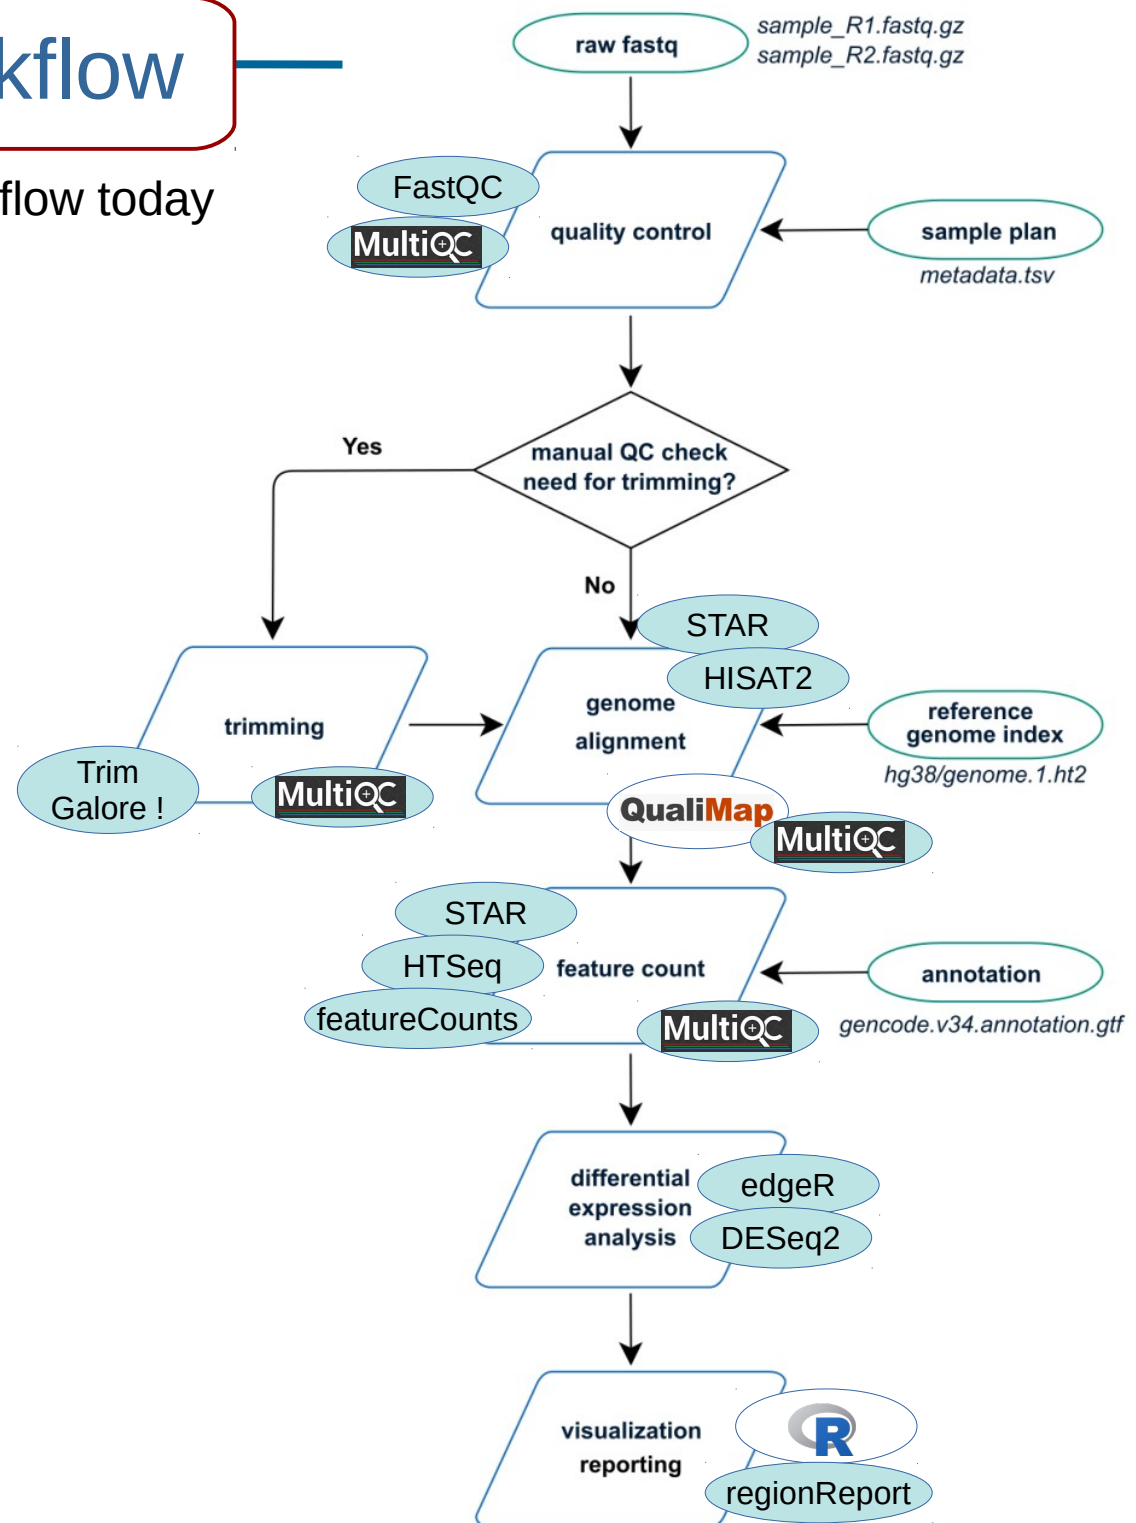 kflow
flow today
raw fastq
sample_R1.fastq.gz
sample_R2.fastq.gz
FastQC
MultiQC
quality control
sample plan
metadata.tsv
Yes
manual QC check
need for trimming?
No
STAR
HISAT2
genome
alignment
trimming
Trim
Galore !
MultiQC
reference
genome index
hg38/genome.1.ht2
QualiMap
MultiQC
STAR
HTSeq
featureCounts
feature count
MultiQC
annotation
gencode.v34.annotation.gtf
differential
expression
analysis
edgeR
DESeq2
visualization
reporting
R
regionReport